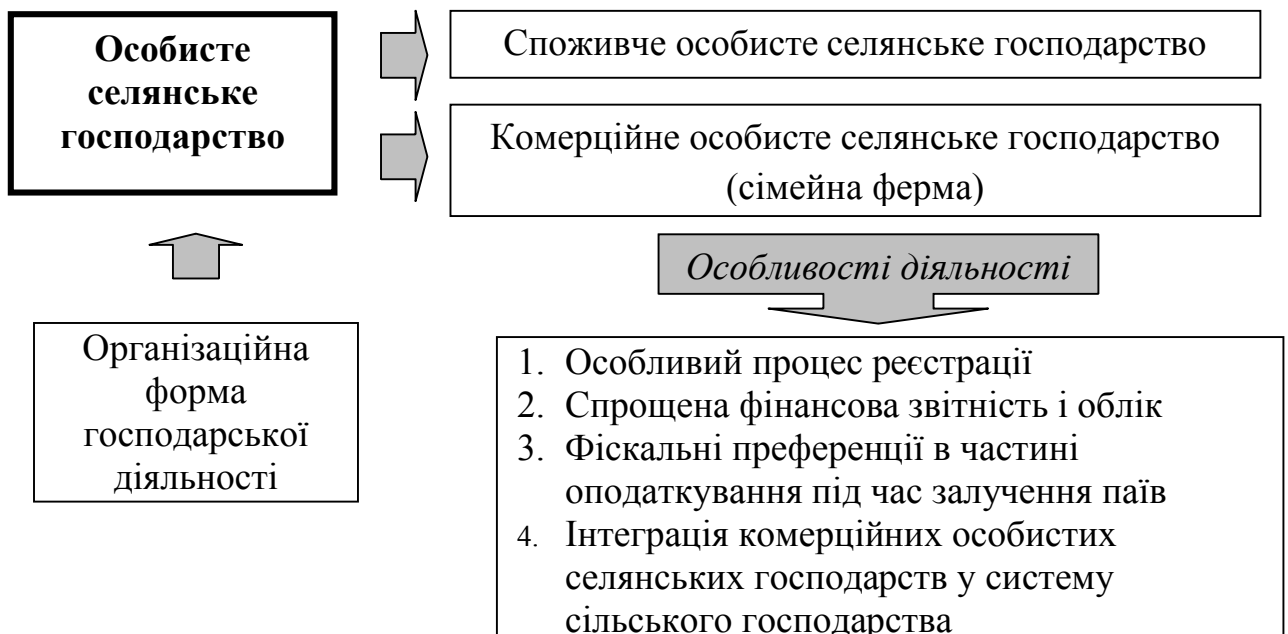 Особисте
селянське
господарство
Споживче особисте селянське господарство
Комерційне особисте селянське господарство
(сімейна ферма)
Особливості діяльності
Організаційна
форма
господарської
діяльності
1. Особливий процес реєстрації
2. Спрощена фінансова звітність і облік
3. Фіскальні преференції в частині
оподаткування під час залучення паїв
4. Інтеграція комерційних особистих
селянських господарств у систему
сільського господарства